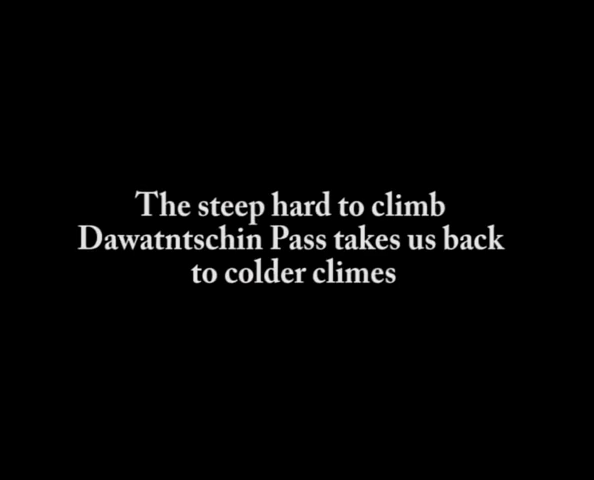 The steep hard to climb
Dawatntschin Pass takes us back
to colder climes